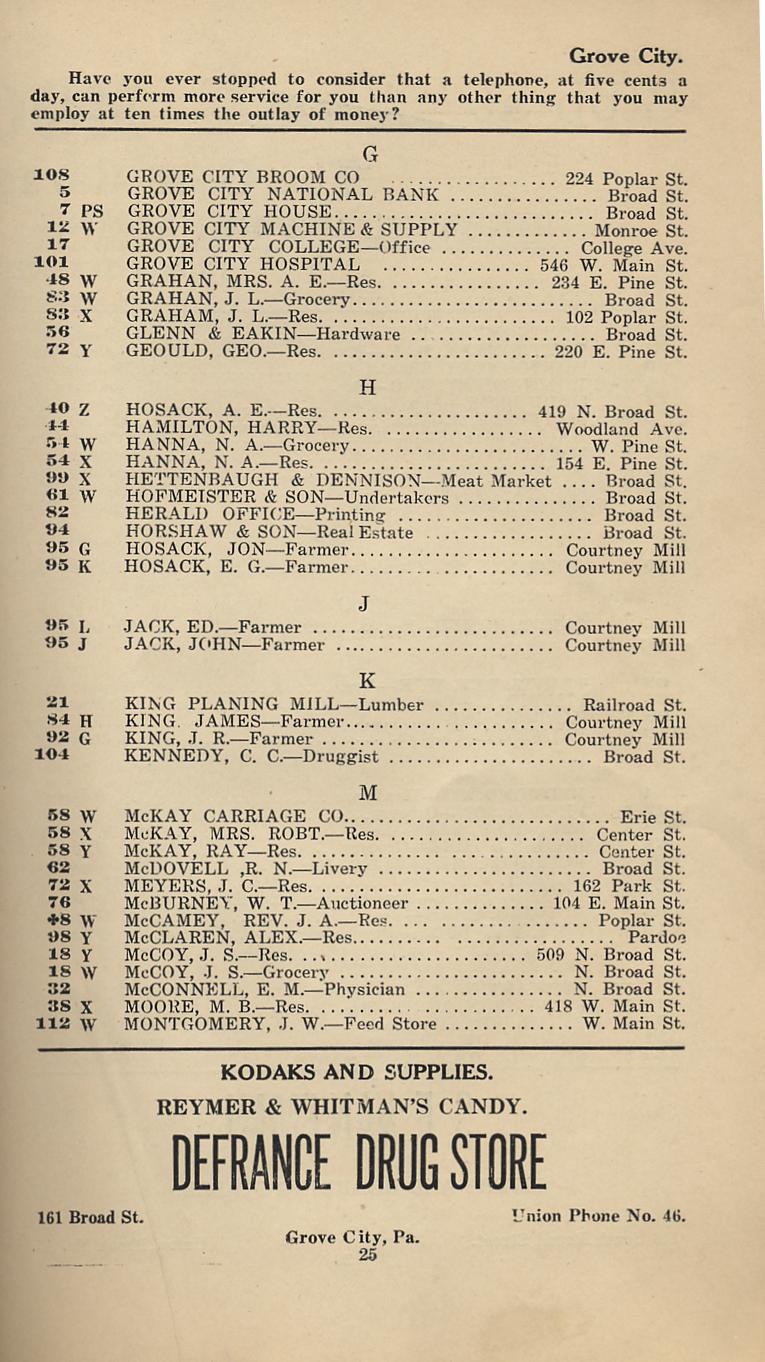 Grove City.
Have you ever stopped to consider that a telephone, at five cents a
day, can perform more service for you than any other thing that you may
employ at ten times the outlay of money?
G
108 GROVE CITY BROOM CO ................. 224 Poplar St.
5 GROVE CITY NATIONAL BANK ............... Broad St.
7 PS GROVE CITY HOUSE........................... Broad St.
12 W GROVE CITY MACHINE & SUPPLY ............ Monroe St.
17 GROVE CITY COLLEGE—Office ............. College Ave.
101 GROVE CITY HOSPITAL ............... 546 W. Main St.
48 W GRAHAN, MRS. A. E.—Res. ................ 234 E. Pine St.
83 W GRAHAN, J. L.—Grocery......................... Broad St.
83 X GRAHAM, J. L.—Res. ........................ 102 Poplar St.
56 GLENN & EAKIN—Hardware .................... Broad St.
72 Y GEOULD, GEO.—Res. ...................... 220 E. Pine St.
H
40 Z HOSACK, A. E.—Res. .................... 419 N. Broad St.
44 HAMILTON, HARRY—Res. ................ Woodland Ave.
54 W HANNA, N. A.—Grocery........................ W. Pine St.
54 X HANNA, N. A.—Res. ....................... 154 E. Pine St.
99 X HETTENBAUGH & DENNISON—Meat Market .... Broad St.
61 W HOFMEISTER & SON—Undertakers .............. Broad St.
82 HERALD OFFICE—Printing .................... Broad St.
94 HORSHAW & SON—Real Estate ................. Broad St.
95 G HOSACK, JON—Farmer..................... Courtney Mill
95 K HOSACK, E. G.—Farmer..................... Courtney Mill
J
95 L JACK, ED.—Farmer ......................... Courtney Mill
95 J JACK, JOHN—Farmer ....................... Courtney Mill
K
21 KING PLANING MILL—Lumber .............. Railroad St.
84 H KING. JAMES—Farmer..................... Courtney Mill
92 G KING, J. R.—Farmer ........................ Courtney Mill
104 KENNEDY, C. C.—Druggist ..................... Broad St.
M
58 W McKAY CARRIAGE CO........................... Erie St.
58 X McKAY, MRS. ROBT.—Res. .................... Center St.
58 Y McKAY, RAY—Res. ............... ............. Center St.
62 McDOVELL ,R. N.—Livery ...................... Broad St.
72 X MEYERS, J. C.—Res. ......................... 162 Park St.
76 McBURNEY, W. T.—Auctioneer ............. 104 E. Main St.
48 W McCAMEY, REV. J. A.—Res. ... ................ Poplar St.
98 Y McCLAREN, ALEX.—Res.......... ................ Pardoe
18 Y McCOY, J. S.—Res. ........................ 509 N. Broad St.
18 W McCOY, J. S.—Grocery ....................... N. Broad St.
32 McCONNELL, E. M.—Physician ............... N. Broad St.
38 X MOORE, M. B.—Res. ....................... 418 W. Main St.
112 W MONTGOMERY, J. W.—Feed Store ............. W. Main St.
KODAKS AND SUPPLIES.
REYMER & WHITMAN'S CANDY.
DEFRANCE DRUG STORE
161 Broad St. Union Phone No. 46.
Grove City, Pa.
25